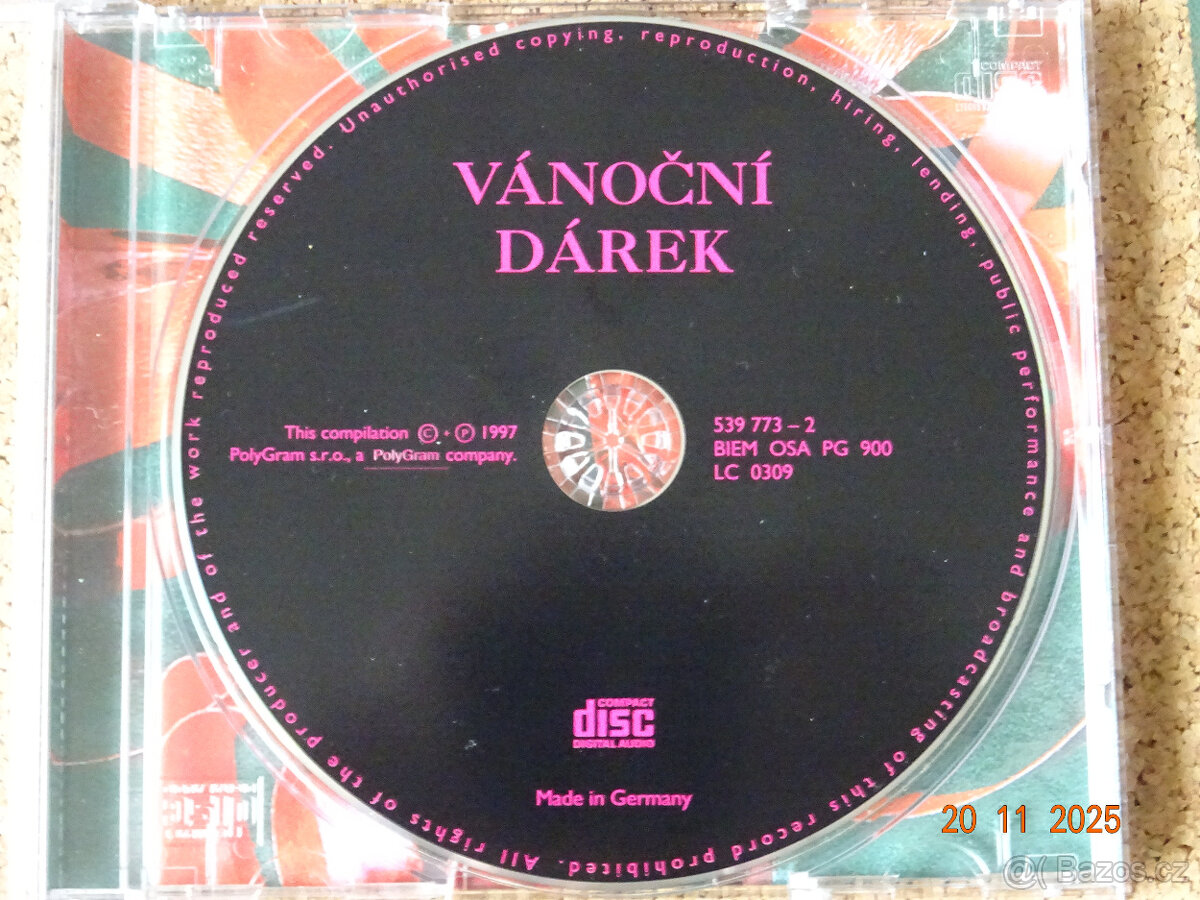 VÁNOČNÍ
DÁREK
This compilation © + ℗ 1997
PolyGram s.r.o., a PolyGram company.
539 773 – 2
BIEM OSA PG 900
LC 0309
COMPACT
disc
DIGITAL AUDIO
Made in Germany
All rights of the producer and of the work reproduced reserved. Unauthorised copying, reproduction, hiring, lending, public performance and broadcasting of this record prohibited.
COMPACT
disc
20 11 2025
@( Bazos.cz